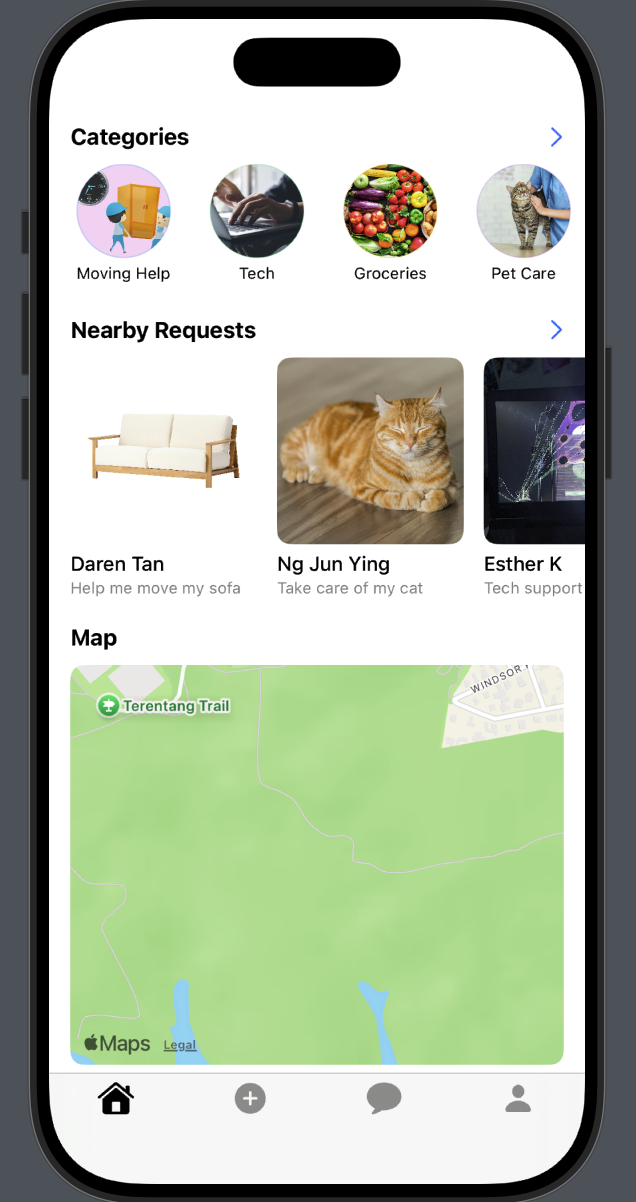 Categories
Moving Help
Tech
Groceries
Pet Care
Nearby Requests
Daren Tan
Help me move my sofa
Ng Jun Ying
Take care of my cat
Esther K
Tech support
Map
Terentang Trail
WINDSOR
Maps
Legal